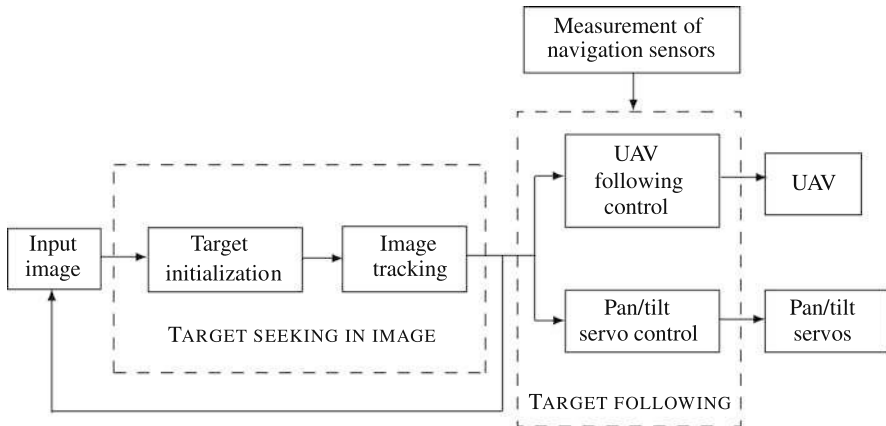 Measurement of
navigation sensors
UAV
following
control
UAV
Input
image
Target
initialization
Image
tracking
Pan/tilt
servo control
Pan/tilt
servos
TARGET SEEKING IN IMAGE
TARGET FOLLOWING